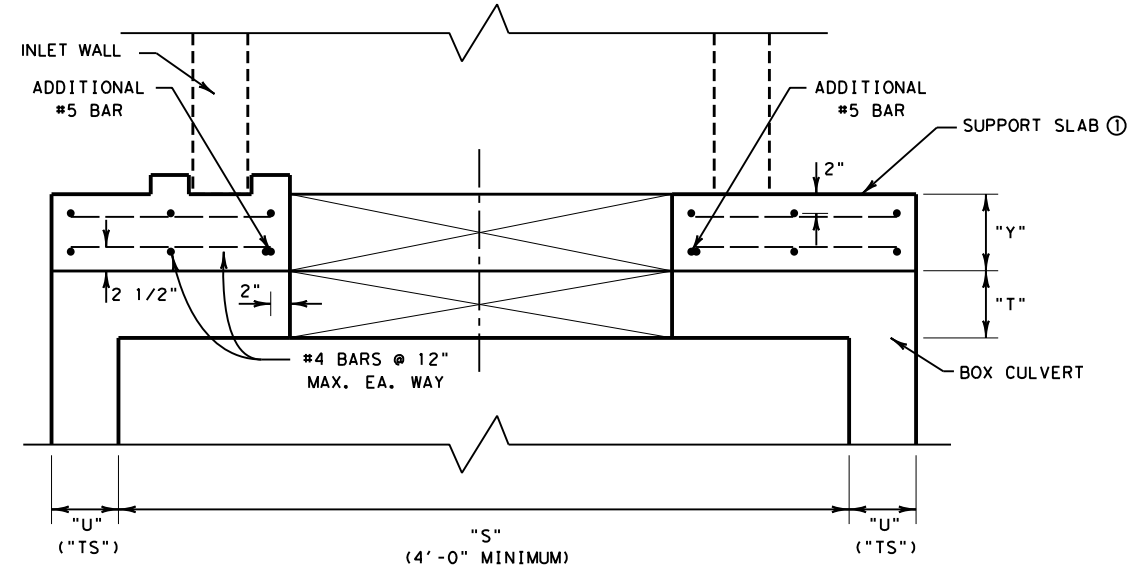 INLET WALL
ADDITIONAL
#5 BAR
ADDITIONAL
#5 BAR
SUPPORT SLAB ①
2"
"Y"
2 1/2"
2"
"T"
#4 BARS @ 12"
MAX. EA. WAY
BOX CULVERT
"U"
("TS")
"S"
(4'-0" MINIMUM)
"U"
("TS")